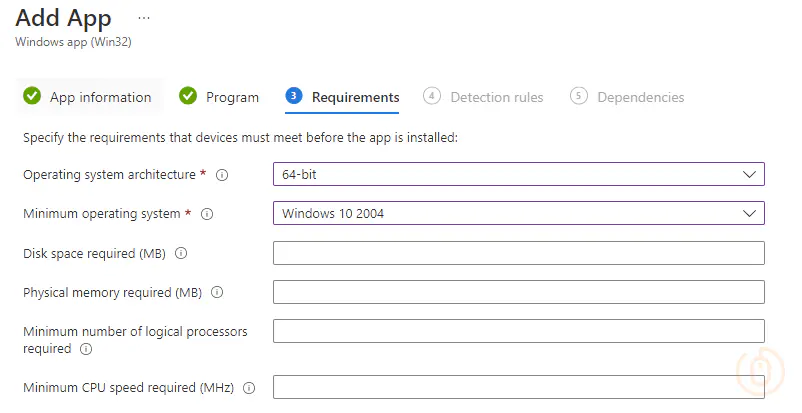 Add App ...
Windows app (Win32)
App information Program 3 Requirements 4 Detection rules 5 Dependencies
Specify the requirements that devices must meet before the app is installed:
Operating system architecture * 64-bit
Minimum operating system * Windows 10 2004
Disk space required (MB)
Physical memory required (MB)
Minimum number of logical processors
required
Minimum CPU speed required (MHz)